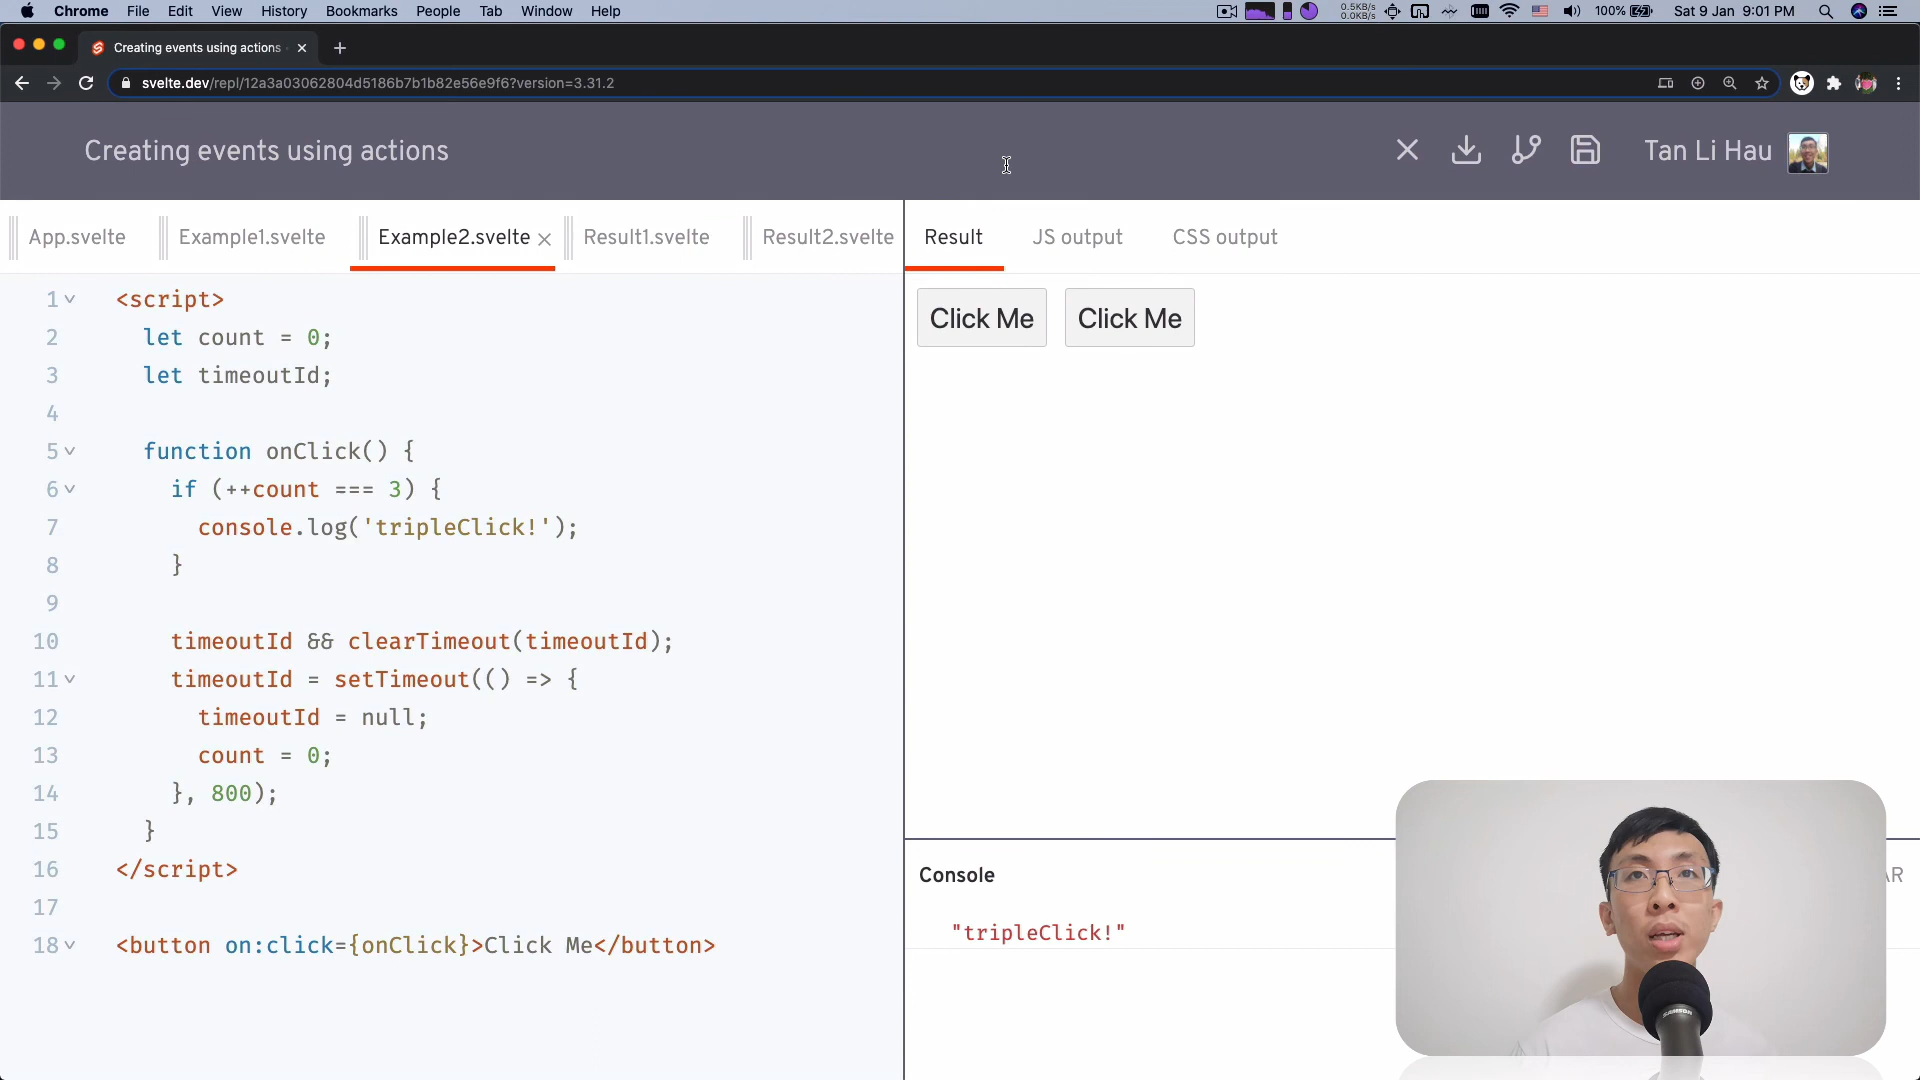 Chrome File Edit View History Bookmarks People Tab Window Help
0.5KB/s
0.0KB/s
100%
Sat 9 Jan 9:01 PM
Creating events using actions
svelte.dev/repl/12a3a03062804d5186b7b1b82e56e9f6?version=3.31.2
Creating events using actions
Tan Li Hau
App.svelte Example1.svelte Example2.svelte Result1.svelte Result2.svelte
Result JS output CSS output
1 <script>
2 let count = 0;
3 let timeoutId;
4
5 function onClick() {
6 if (++count === 3) {
7 console.log('tripleClick!');
8 }
9
10 timeoutId && clearTimeout(timeoutId);
11 timeoutId = setTimeout(() => {
12 timeoutId = null;
13 count = 0;
14 }, 800);
15 }
16 </script>
17
18 <button on:click={onClick}>Click Me</button>
Click Me Click Me
Console
"tripleClick!"
SAMSON